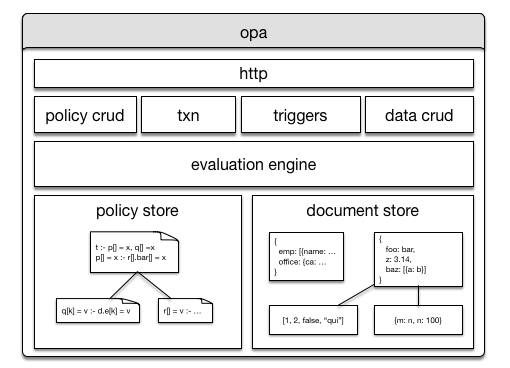 opa
http
policy crud
txn
triggers
data crud
evaluation engine
policy store
t :- p[] = x, q[] =x
p[] = x :- r[].bar[] = x
q[k] = v :- d.e[k] = v
r[] = v :- …
document store
{
emp: [{name: …
office: {ca: …
}
{
foo: bar,
z: 3.14,
baz: [{a: b}]
}
[1, 2, false, “qui”]
{m: n, n: 100}